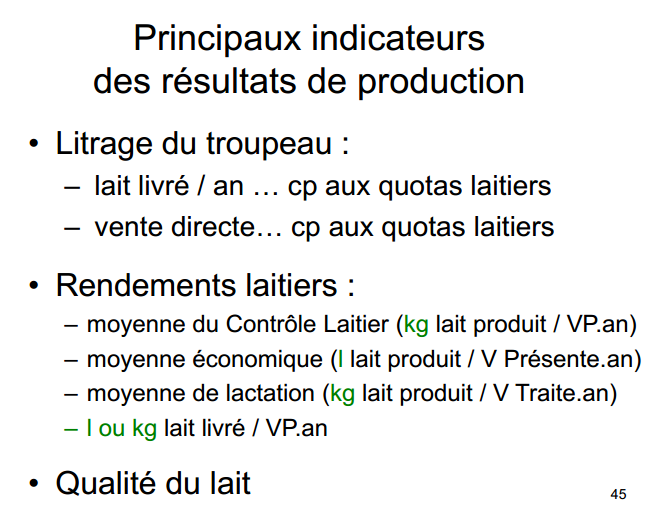 Principaux indicateurs
des résultats de production
• Litrage du troupeau :
– lait livré / an … cp aux quotas laitiers
– vente directe… cp aux quotas laitiers
• Rendements laitiers :
– moyenne du Contrôle Laitier (kg lait produit / VP.an)
– moyenne économique (l lait produit / V Présente.an)
– moyenne de lactation (kg lait produit / V Traite.an)
– l ou kg lait livré / VP.an
• Qualité du lait
45